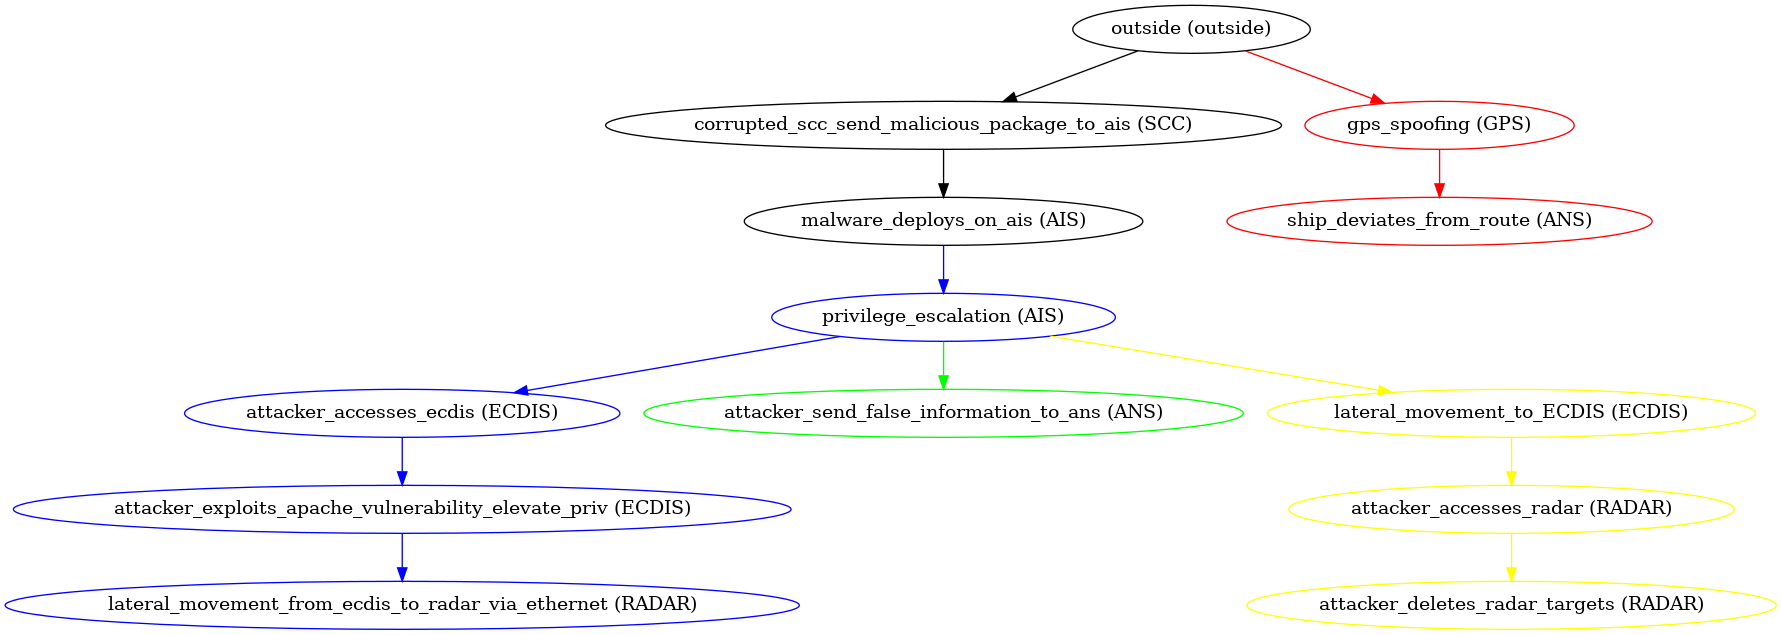 outside (outside)
corrupted_scc_send_malicious_package_to_ais (SCC)
gps_spoofing (GPS)
malware_deploys_on_ais (AIS)
ship_deviates_from_route (ANS)
privilege_escalation (AIS)
attacker_accesses_ecdis (ECDIS)
attacker_send_false_information_to_ans (ANS)
lateral_movement_to_ECDIS (ECDIS)
attacker_exploits_apache_vulnerability_elevate_priv (ECDIS)
attacker_accesses_radar (RADAR)
lateral_movement_from_ecdis_to_radar_via_ethernet (RADAR)
attacker_deletes_radar_targets (RADAR)